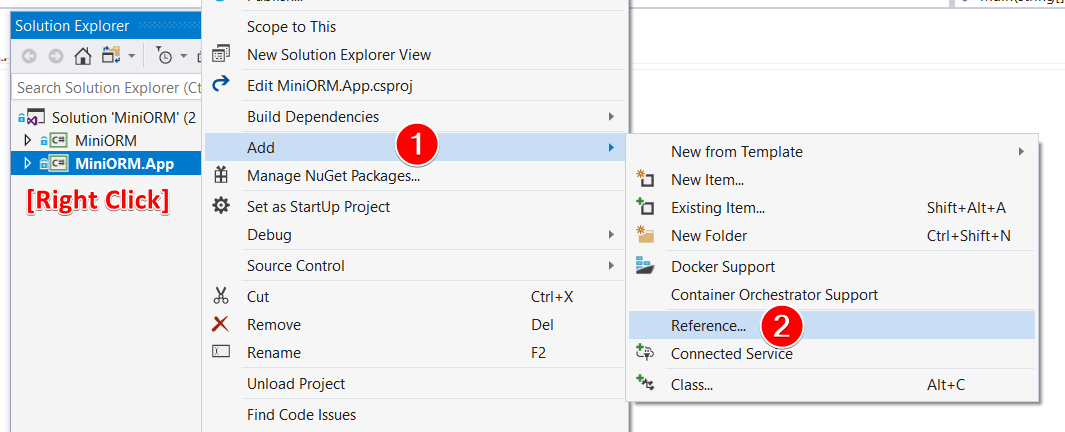 Publish...
main(string[]
Solution Explorer
Search Solution Explorer (Ct
Solution 'MiniORM' (2
C# MiniORM
C# MiniORM.App
[Right Click]
Scope to This
New Solution Explorer View
Edit MiniORM.App.csproj
Build Dependencies
Add
1
Manage NuGet Packages...
Set as StartUp Project
Debug
Source Control
Cut Ctrl+X
Remove Del
Rename F2
Unload Project
Find Code Issues
New from Template
New Item...
Existing Item... Shift+Alt+A
New Folder Ctrl+Shift+N
Docker Support
Container Orchestrator Support
Reference... 2
Connected Service
Class... Alt+C